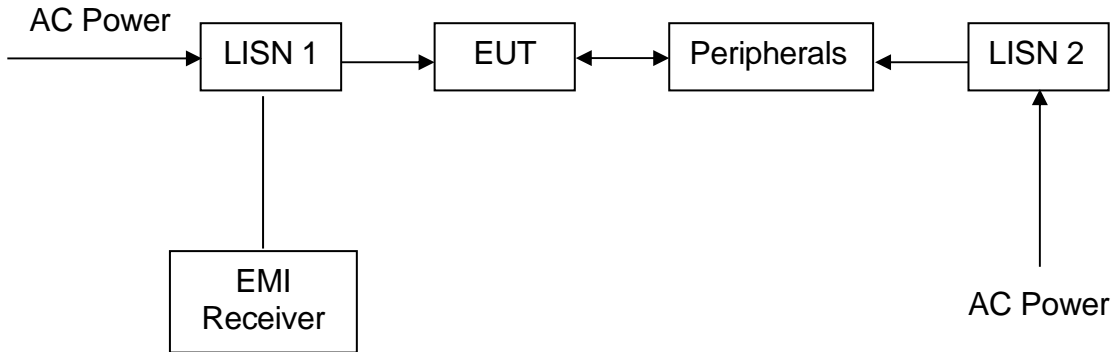 AC Power
LISN 1
EUT
Peripherals
LISN 2
EMI
Receiver
AC Power